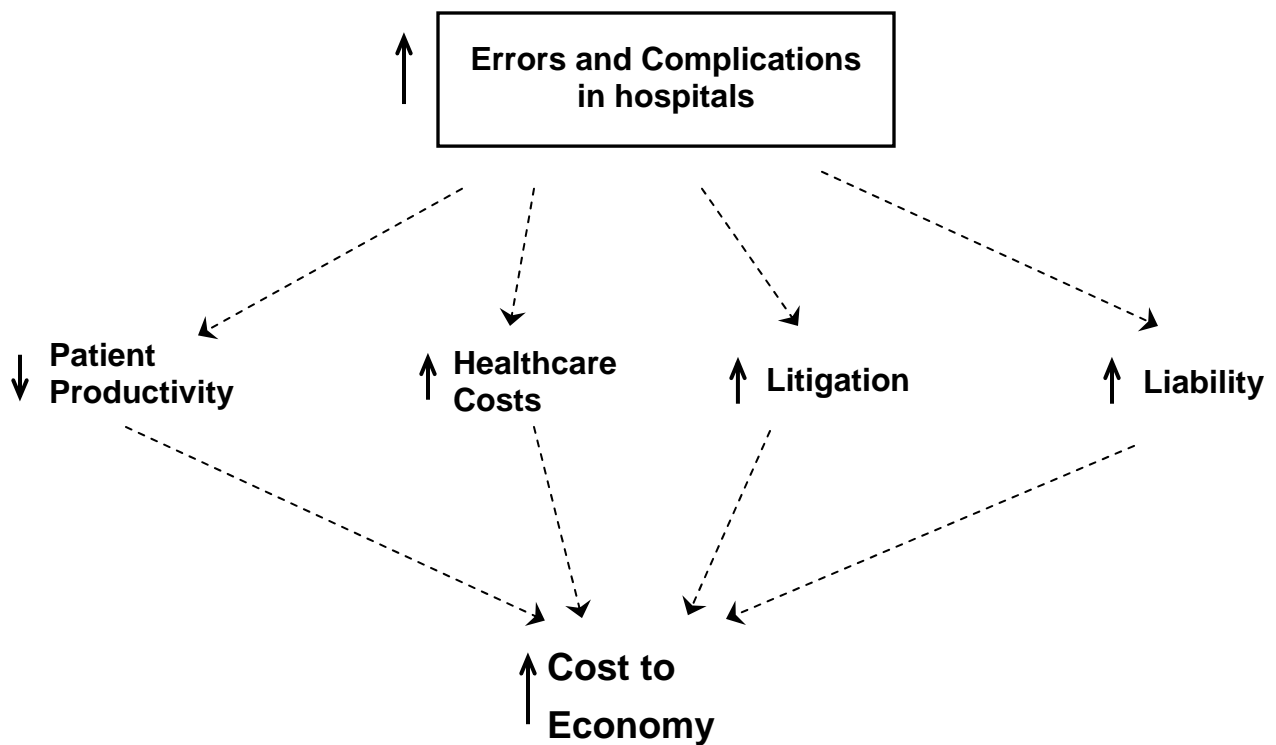 Errors and Complications
in hospitals
Patient
Productivity
Healthcare
Costs
Litigation
Liability
Cost to
Economy